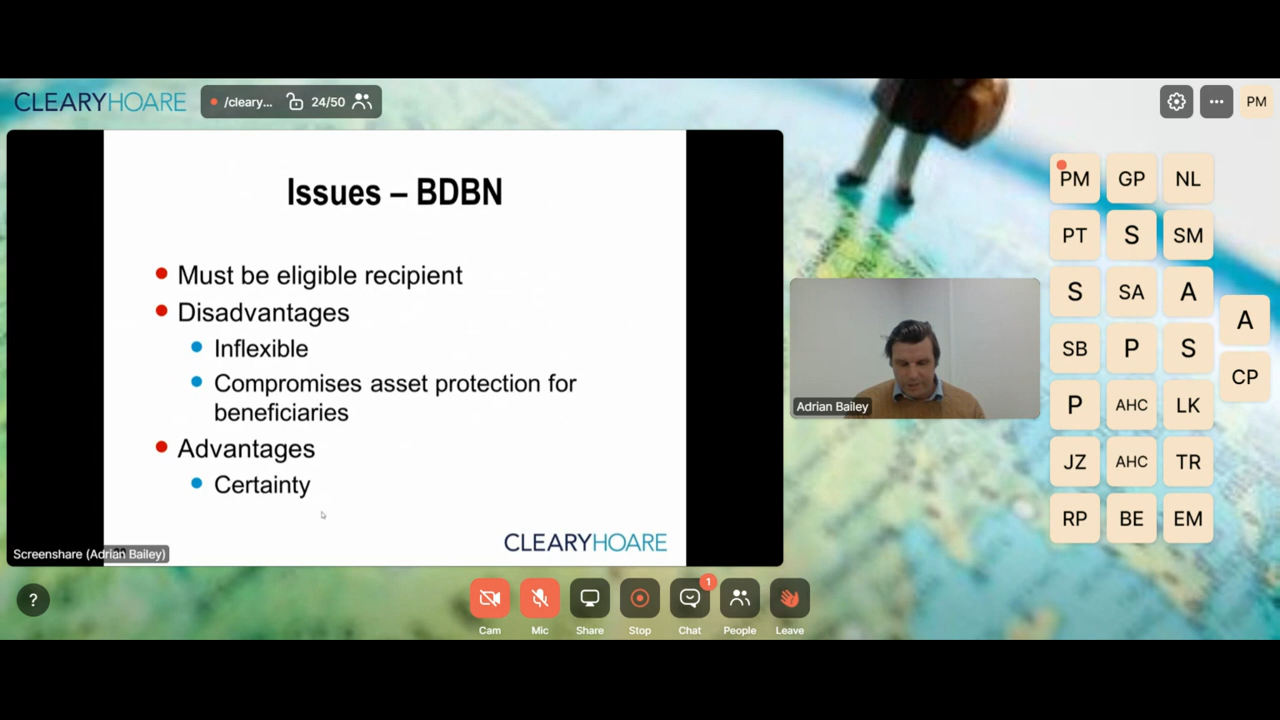 CLEARYHOARE
/cleary...
24/50
PM
Issues – BDBN
Must be eligible recipient
Disadvantages
Inflexible
Compromises asset protection for
beneficiaries
Advantages
Certainty
CLEARYHOARE
Screenshare (Adrian Bailey)
Adrian Bailey
PM GP NL
PT S SM
S SA A
A
SB P S
CP
P AHC LK
JZ AHC TR
RP BE EM
?
1
Cam Mic Share Stop Chat People Leave